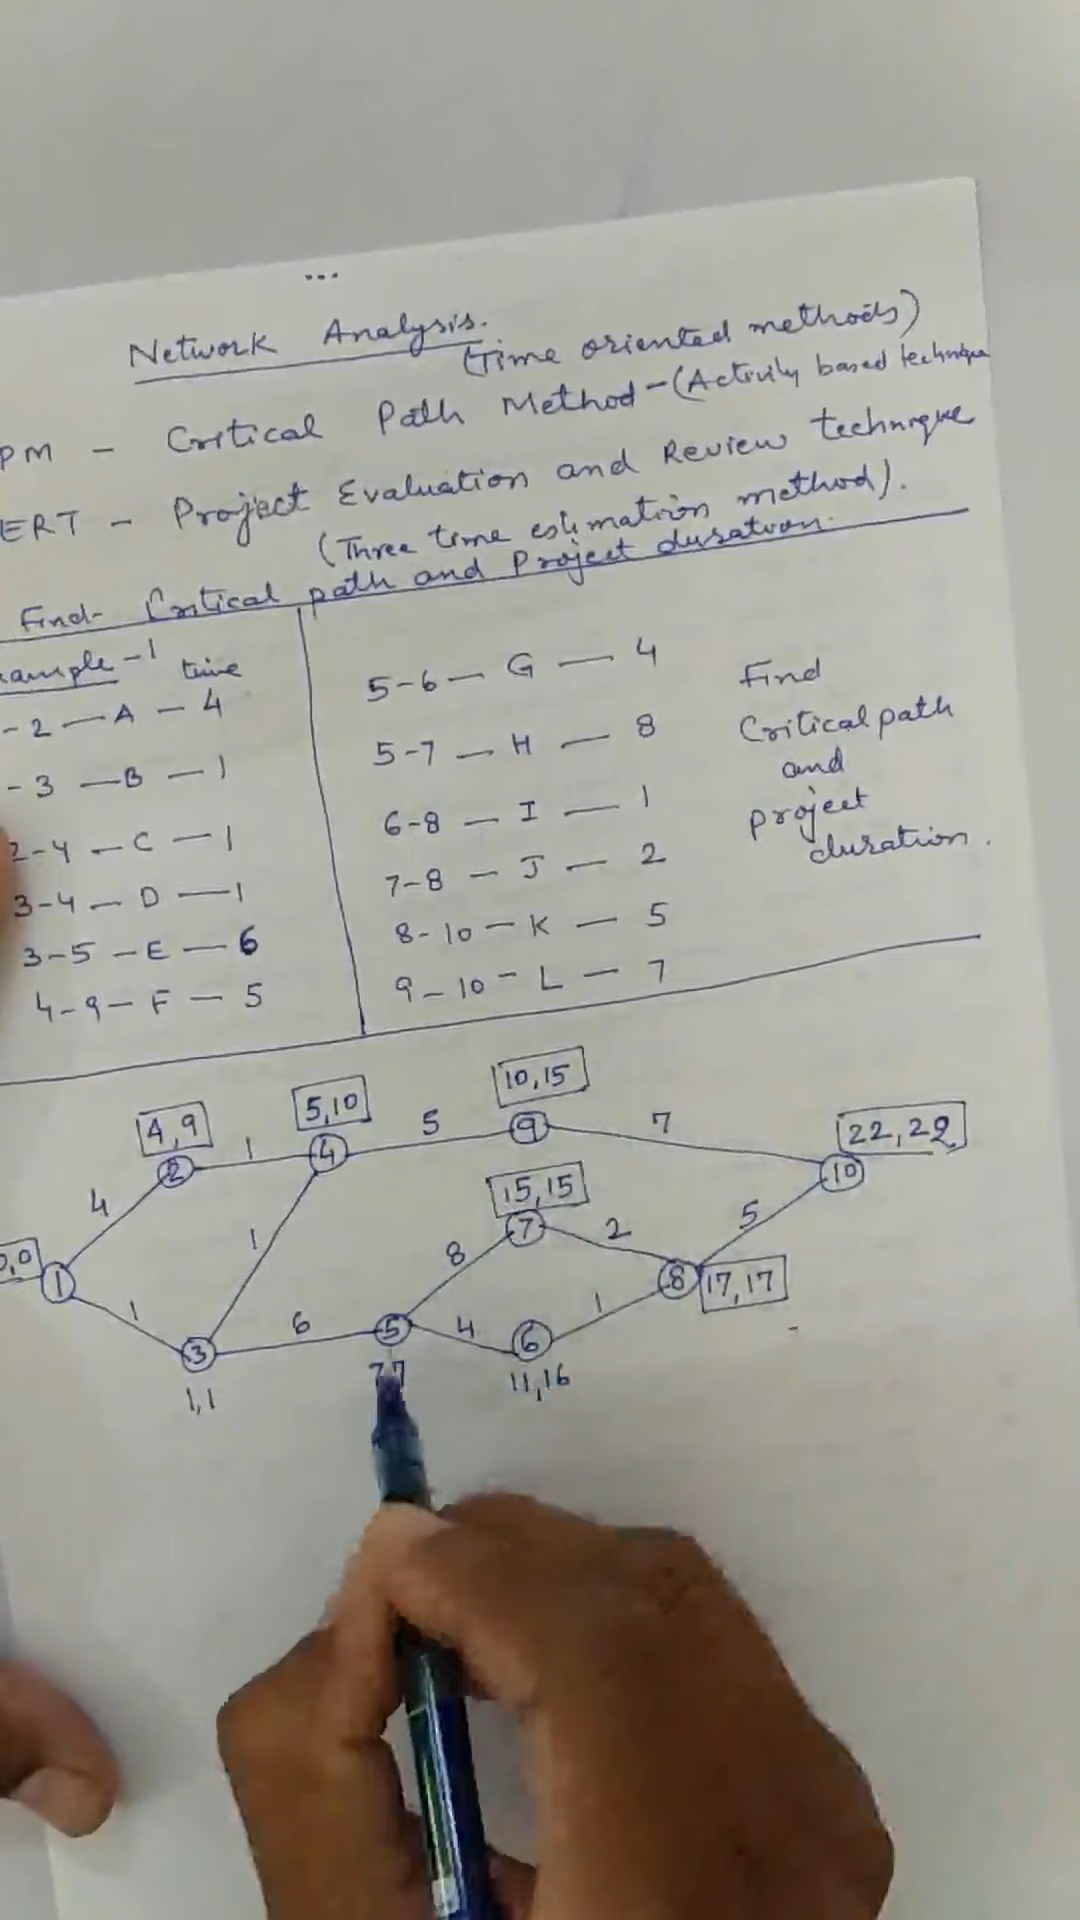 ...
Network Analysis.
(Time oriented methods)
PM - Critical Path Method - (Activity based technique
ERT - Project Evaluation and Review technique
(Three time estimation method).
Find- Critical path and Project duration.
xample -1 time
-2 — A — 4
-3 — B — 1
2-4 — C — 1
3-4 — D — 1
3-5 — E — 6
4-9 — F — 5
5-6 — G — 4
5-7 — H — 8
6-8 — I — 1
7-8 — J — 2
8-10 — K — 5
9-10 - L — 7
Find
Critical path
and
project
duration.
10,15
5,10
4,9
22,22
5
7
9
1
4
2
10
15,15
4
7
2
5
0,0
1
8
1
8
17,17
1
1
6
5
4
6
3
7,7
11,16
1,1